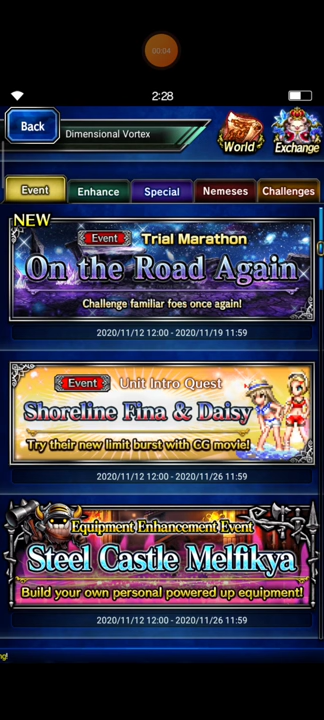 00:04
2:28
Back
Dimensional Vortex
World
Exchange
Event
Enhance
Special
Nemeses
Challenges
NEW
Event
Trial Marathon
On the Road Again
Challenge familiar foes once again!
2020/11/12 12:00 - 2020/11/19 11:59
Event
Unit Intro Quest
Shoreline Fina & Daisy
Try their new limit burst with CG movie!
2020/11/12 12:00 - 2020/11/26 11:59
Equipment Enhancement Event
Steel Castle Melfikya
Build your own personal powered up equipment!
2020/11/12 12:00 - 2020/11/26 11:59